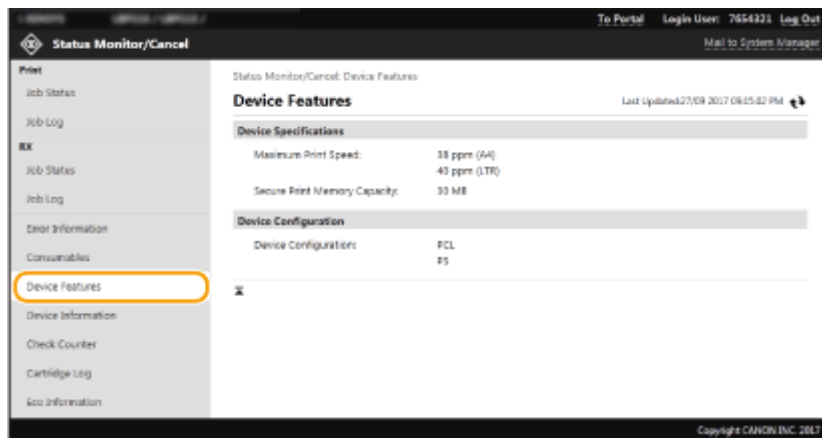 To Portal Login User: 7654321 Log Out
Status Monitor/Cancel
Mail to System Manager
Print
Job Status
Job Log
RX
Job Status
Job Log
Error Information
Consumables
Device Features
Device Information
Check Counter
Cartridge Log
Eco Information
Status Monitor/Cancel: Device Features
Device Features
Last Updated:27/09 2017 09:15:02 PM
Device Specifications
Maximum Print Speed: 38 ppm (A4)
40 ppm (LTR)
Secure Print Memory Capacity: 30 MB
Device Configuration
Device Configuration: PCL
PS
Copyright CANON INC. 2017